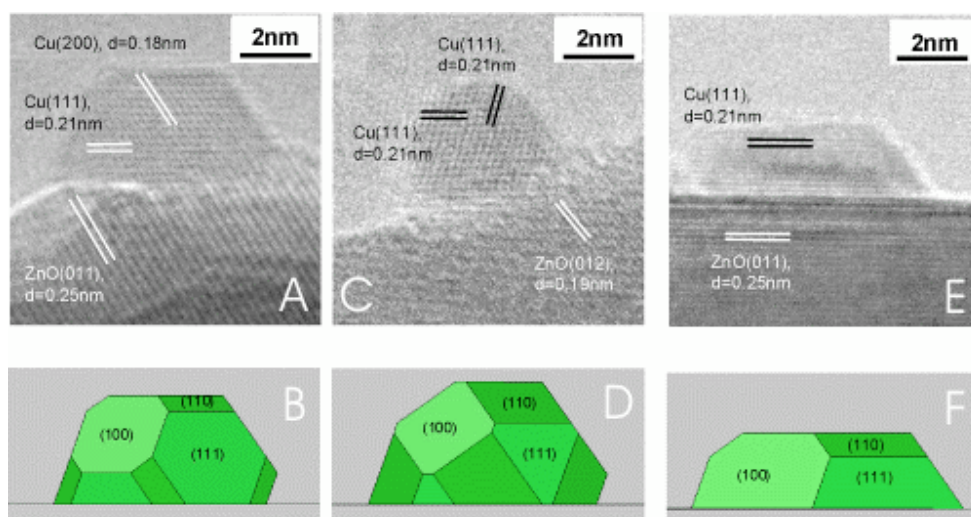 2nm
Cu(200), d=0.18nm
Cu(111),
d=0.21nm
ZnO(011),
d=0.25nm
A
2nm
Cu(111),
d=0.21nm
Cu(111),
d=0.21nm
ZnO(012),
d=0.19nm
C
2nm
Cu(111),
d=0.21nm
ZnO(011),
d=0.25nm
E
B
(110)
(100)
(111)
D
(110)
(100)
(111)
F
(110)
(100)
(111)